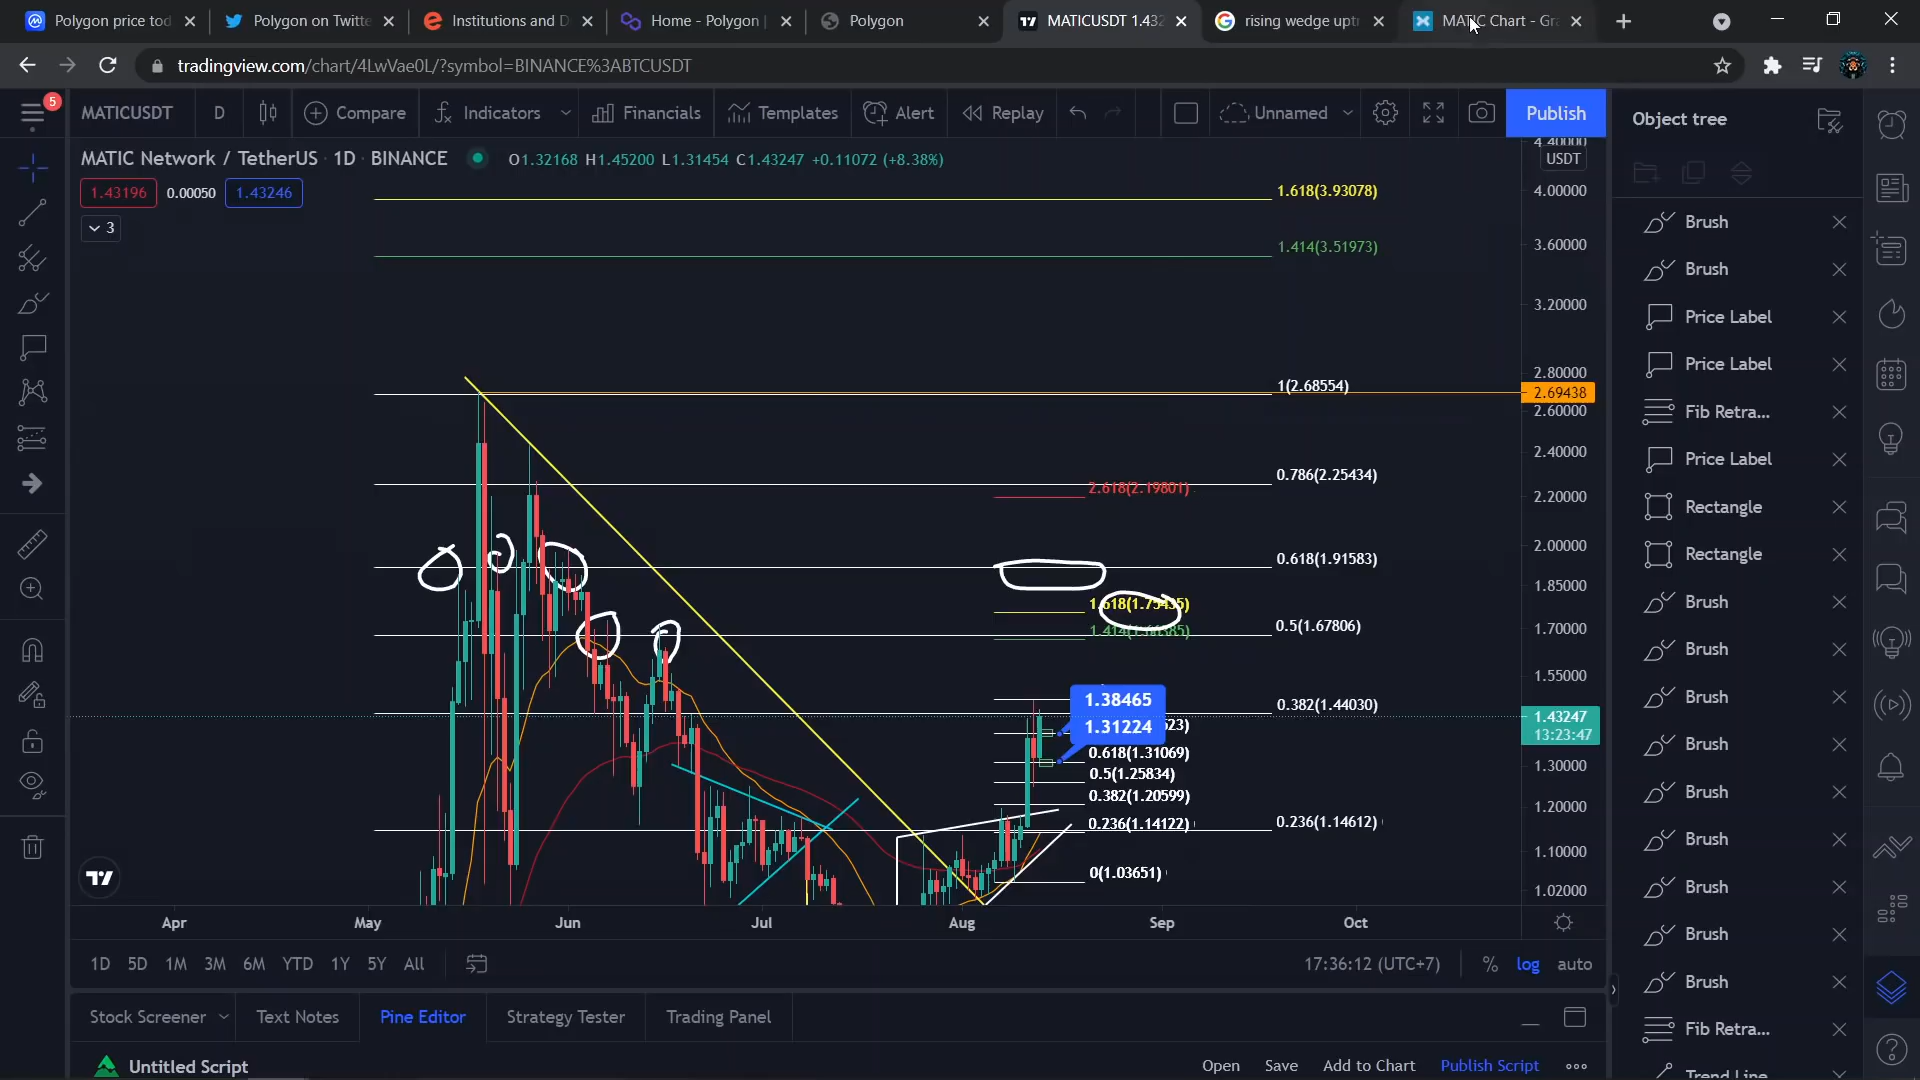 Polygon price tod
Polygon on Twitte
Institutions and D
Home - Polygon |
Polygon
MATICUSDT 1.432
rising wedge uptr
MATIC Chart - Gra
tradingview.com/chart/4LwVae0L/?symbol=BINANCE%3ABTCUSDT
5
MATICUSDT
D
Compare
Indicators
Financials
Templates
Alert
Replay
Unnamed
Publish
Object tree
MATIC Network / TetherUS · 1D · BINANCE
O1.32168 H1.45200 L1.31454 C1.43247 +0.11072 (+8.38%)
1.43196
0.00050
1.43246
3
USDT
4.00000
3.60000
3.20000
2.80000
2.69438
2.60000
2.40000
2.20000
2.00000
1.85000
1.70000
1.55000
1.43247
13:23:47
1.30000
1.20000
1.10000
1.02000
1.618(3.93078)
1.414(3.51973)
1(2.68554)
0.786(2.25434)
2.618(2.19801)
0.618(1.91583)
0.5(1.67806)
0.382(1.44030)
1.38465
1.31224
0.618(1.31069)
0.5(1.25834)
0.382(1.20599)
0.236(1.14122)
0.236(1.14612)
0(1.03651)
Apr
May
Jun
Jul
Aug
Sep
Oct
1D
5D
1M
3M
6M
YTD
1Y
5Y
All
17:36:12 (UTC+7)
%
log
auto
Stock Screener
Text Notes
Pine Editor
Strategy Tester
Trading Panel
Untitled Script
Open
Save
Add to Chart
Publish Script
Brush
Brush
Price Label
Price Label
Fib Retra...
Price Label
Rectangle
Rectangle
Brush
Brush
Brush
Brush
Brush
Brush
Brush
Brush
Brush
Fib Retra...
Trend Line